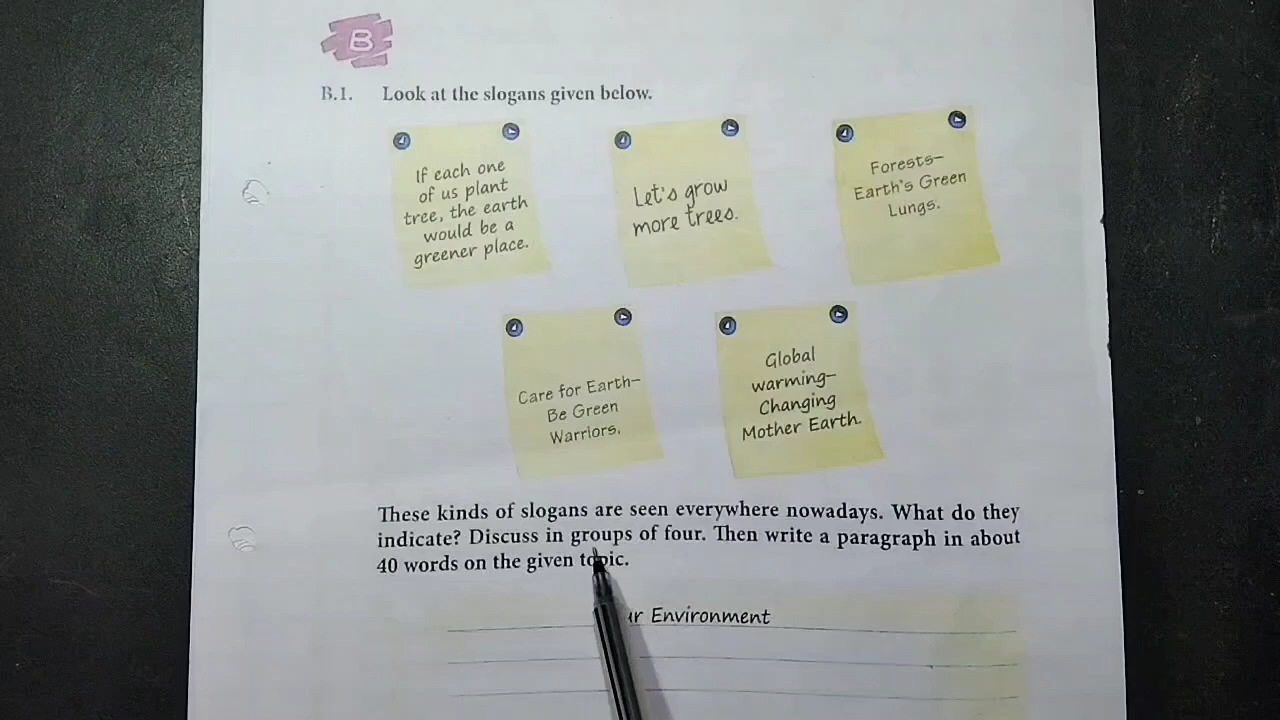 B
B.1. Look at the slogans given below.
If each one
of us plant
tree, the earth
would be a
greener place.
Let's grow
more trees.
Forests–
Earth's Green
Lungs.
Care for Earth–
Be Green
Warriors.
Global
warming–
Changing
Mother Earth.
These kinds of slogans are seen everywhere nowadays. What do they
indicate? Discuss in groups of four. Then write a paragraph in about
40 words on the given topic.
Environment